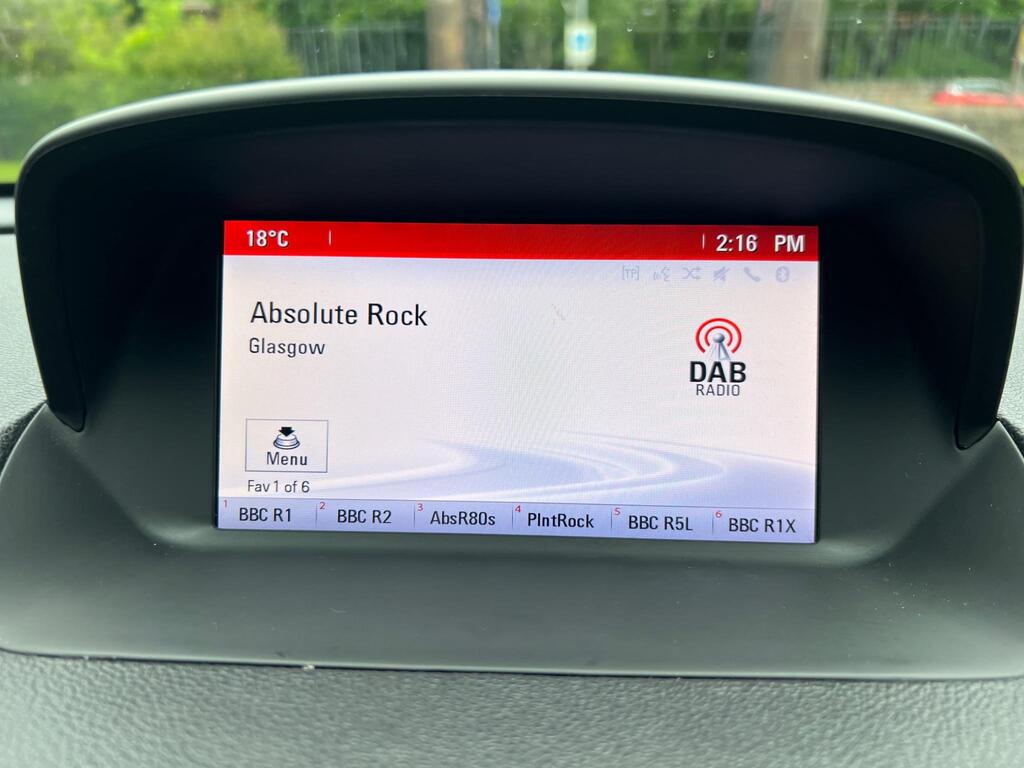 18°C 2:16 PM
[TP]
Absolute Rock
Glasgow
DAB
RADIO
Menu
Fav 1 of 6
1 BBC R1 2 BBC R2 3 AbsR80s 4 PlntRock 5 BBC R5L 6 BBC R1X